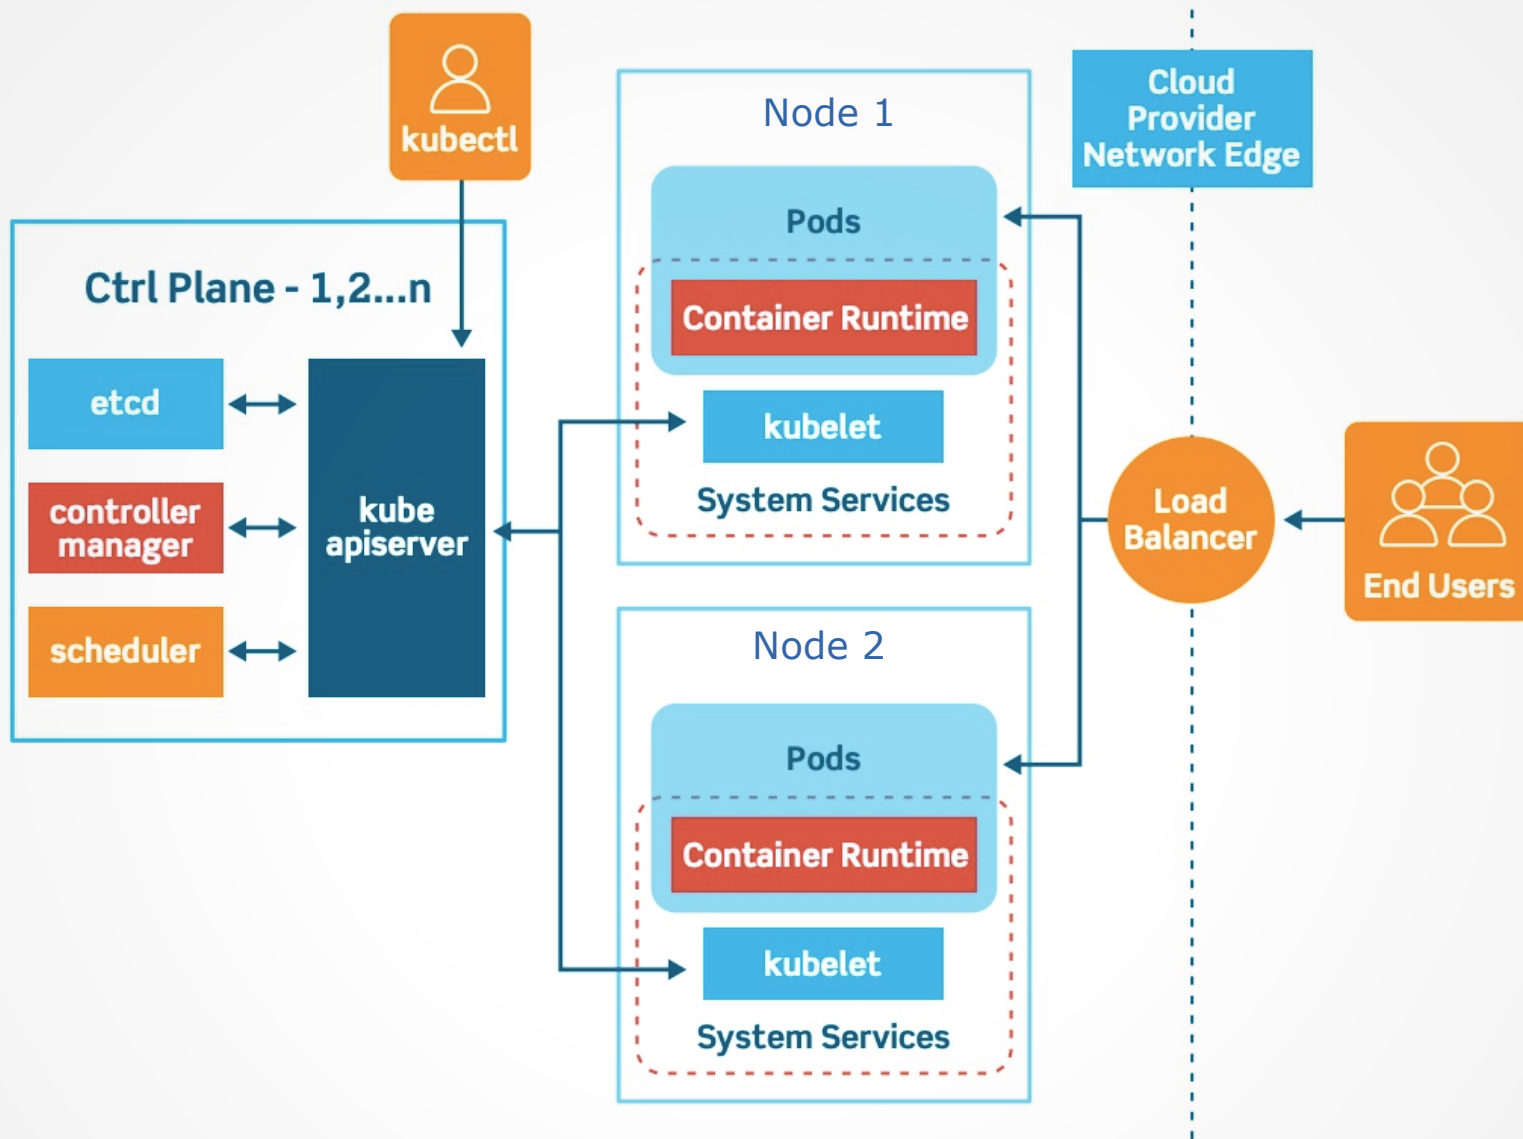 kubectl
Ctrl Plane - 1,2...n
etcd
controller
manager
scheduler
kube
apiserver
Node 1
Pods
Container Runtime
kubelet
System Services
Node 2
Pods
Container Runtime
kubelet
System Services
Cloud
Provider
Network Edge
Load
Balancer
End Users